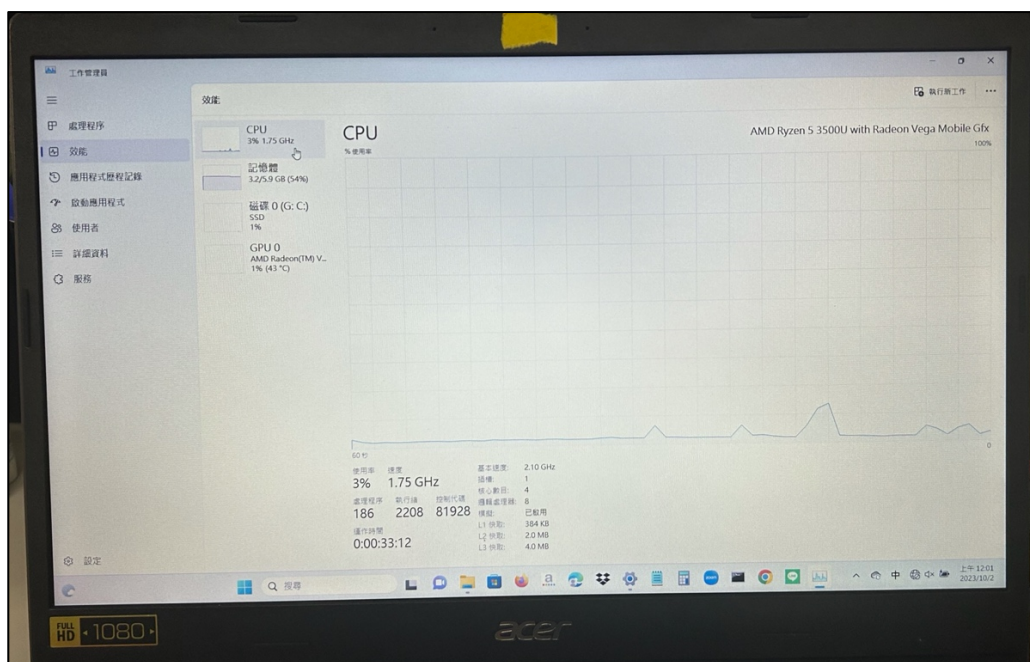 工作管理員
效能
執行新工作
處理程序
效能
應用程式歷程記錄
啟動應用程式
使用者
詳細資料
服務
設定
CPU
3% 1.75 GHz
記憶體
3.2/5.9 GB (54%)
磁碟 0 (G: C:)
SSD
1%
GPU 0
AMD Radeon(TM) V...
1% (43 °C)
CPU
AMD Ryzen 5 3500U with Radeon Vega Mobile Gfx
% 使用率
100%
60 秒
0
使用率 速度
3% 1.75 GHz
處理程序 執行緒 控制代碼
186 2208 81928
運作時間
0:00:33:12
基本速度: 2.10 GHz
插槽: 1
核心數目: 4
邏輯處理器: 8
模擬: 已啟用
L1 快取: 384 KB
L2 快取: 2.0 MB
L3 快取: 4.0 MB
搜尋
中
上午 12:01
2023/10/2
FULL HD 1080
acer